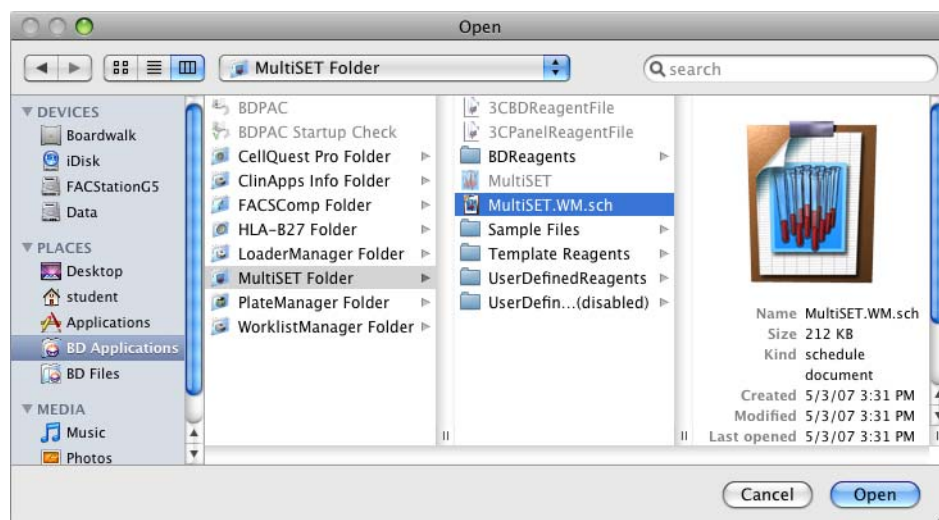 Open
MultiSET Folder
search
DEVICES
Boardwalk
iDisk
FACStationG5
Data
PLACES
Desktop
student
Applications
BD Applications
BD Files
MEDIA
Music
Photos
BDPAC
BDPAC Startup Check
CellQuest Pro Folder
ClinApps Info Folder
FACSComp Folder
HLA-B27 Folder
LoaderManager Folder
MultiSET Folder
PlateManager Folder
WorklistManager Folder
3CBDReagentFile
3CPanelReagentFile
BDReagents
MultiSET
MultiSET.WM.sch
Sample Files
Template Reagents
UserDefinedReagents
UserDefin...(disabled)
Name MultiSET.WM.sch
Size 212 KB
Kind schedule
document
Created 5/3/07 3:31 PM
Modified 5/3/07 3:31 PM
Last opened 5/3/07 3:31 PM
Cancel
Open